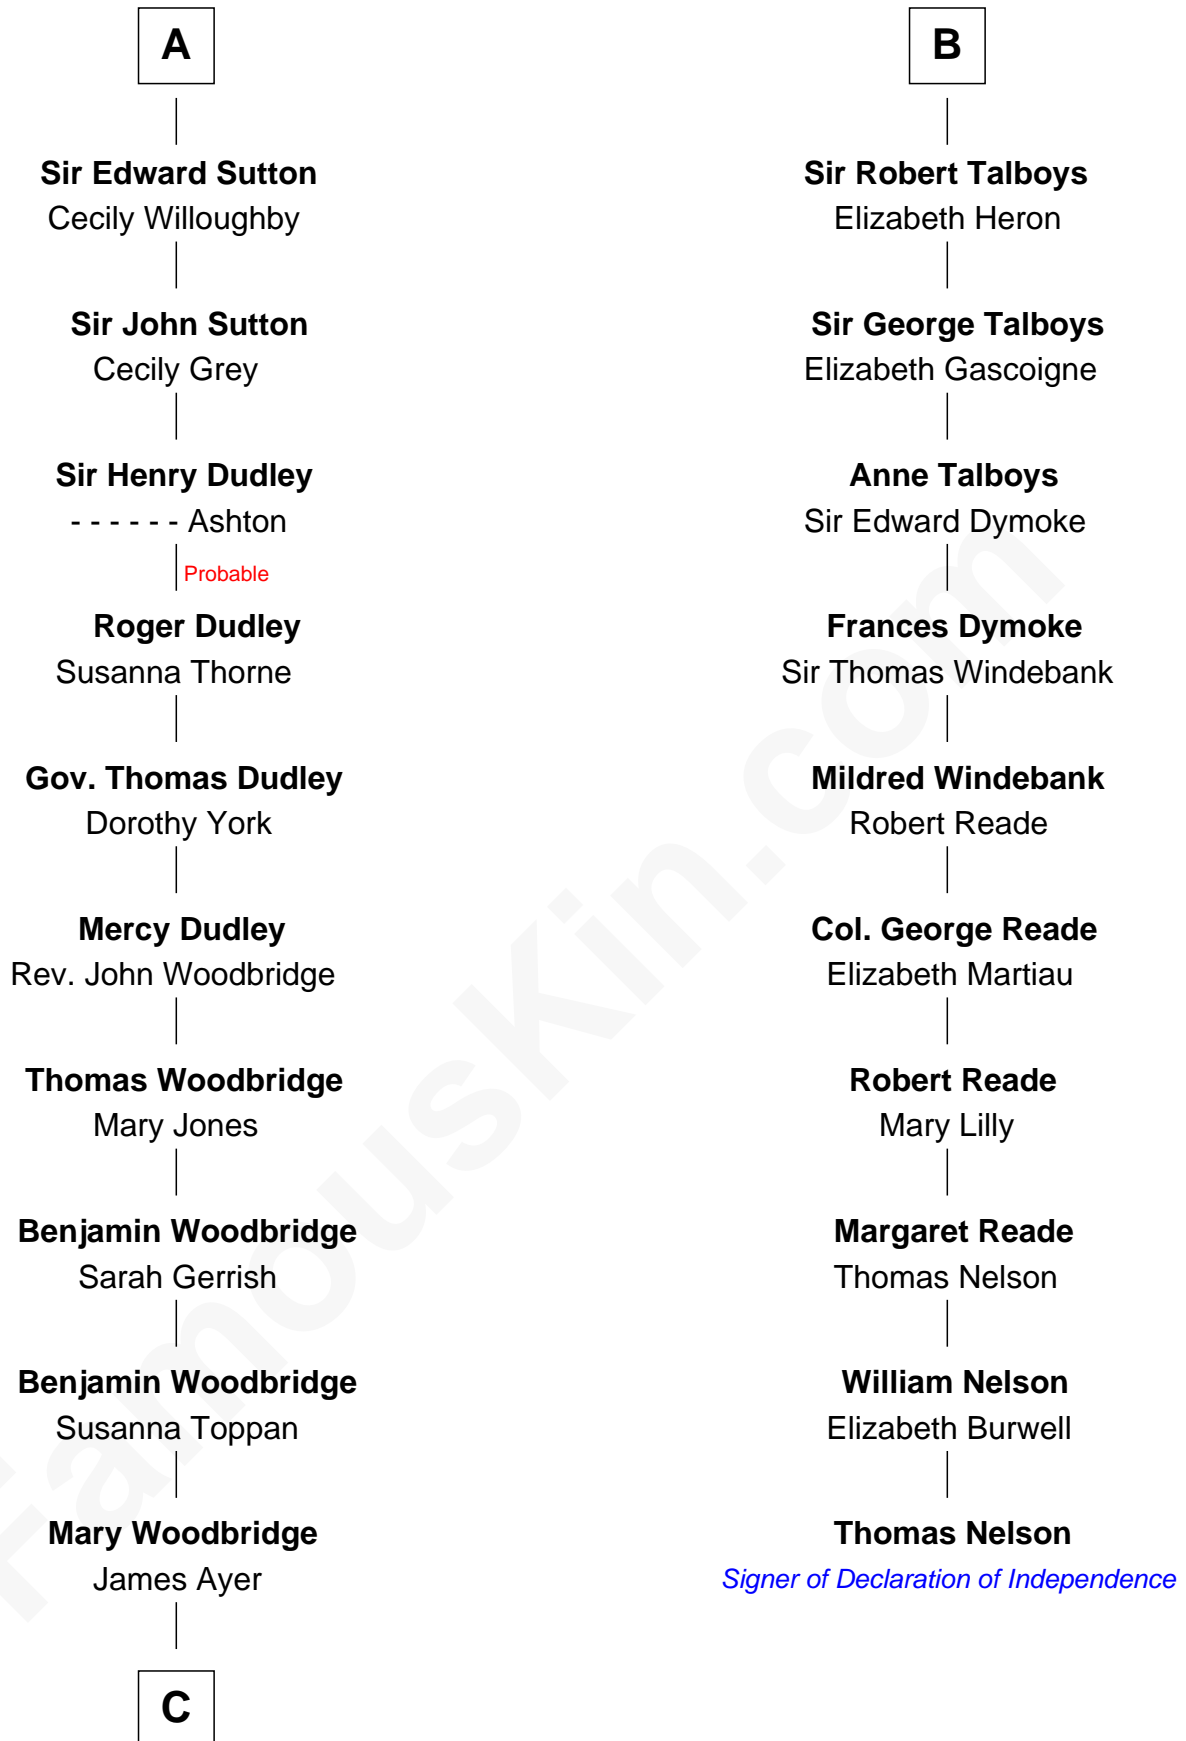 A
Sir Edward Sutton
Cecily Willoughby
Sir John Sutton
Cecily Grey
Sir Henry Dudley
- - - - - - Ashton
Probable
Roger Dudley
Susanna Thorne
Gov. Thomas Dudley
Dorothy York
Mercy Dudley
Rev. John Woodbridge
Thomas Woodbridge
Mary Jones
Benjamin Woodbridge
Sarah Gerrish
Benjamin Woodbridge
Susanna Toppan
Mary Woodbridge
James Ayer
C
B
Sir Robert Talboys
Elizabeth Heron
Sir George Talboys
Elizabeth Gascoigne
Anne Talboys
Sir Edward Dymoke
Frances Dymoke
Sir Thomas Windebank
Mildred Windebank
Robert Reade
Col. George Reade
Elizabeth Martiau
Robert Reade
Mary Lilly
Margaret Reade
Thomas Nelson
William Nelson
Elizabeth Burwell
Thomas Nelson
Signer of Declaration of Independence
FamousKin.com